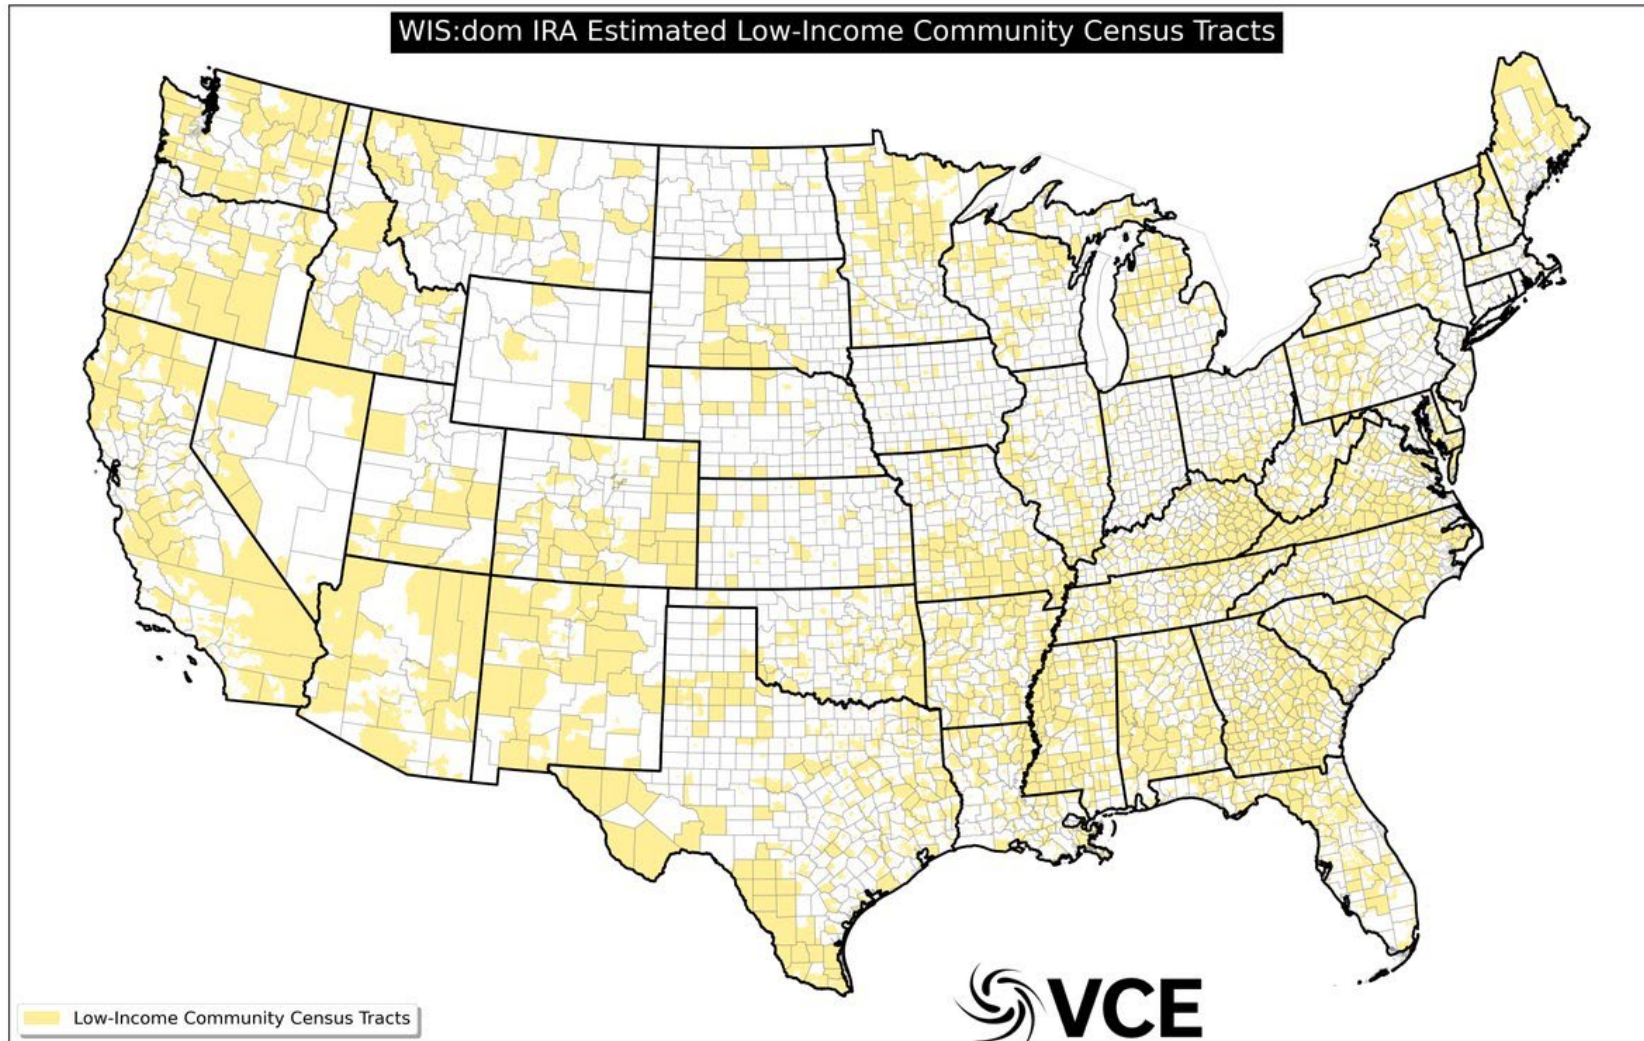 WIS:dom IRA Estimated Low-Income Community Census Tracts
Low-Income Community Census Tracts
VCE